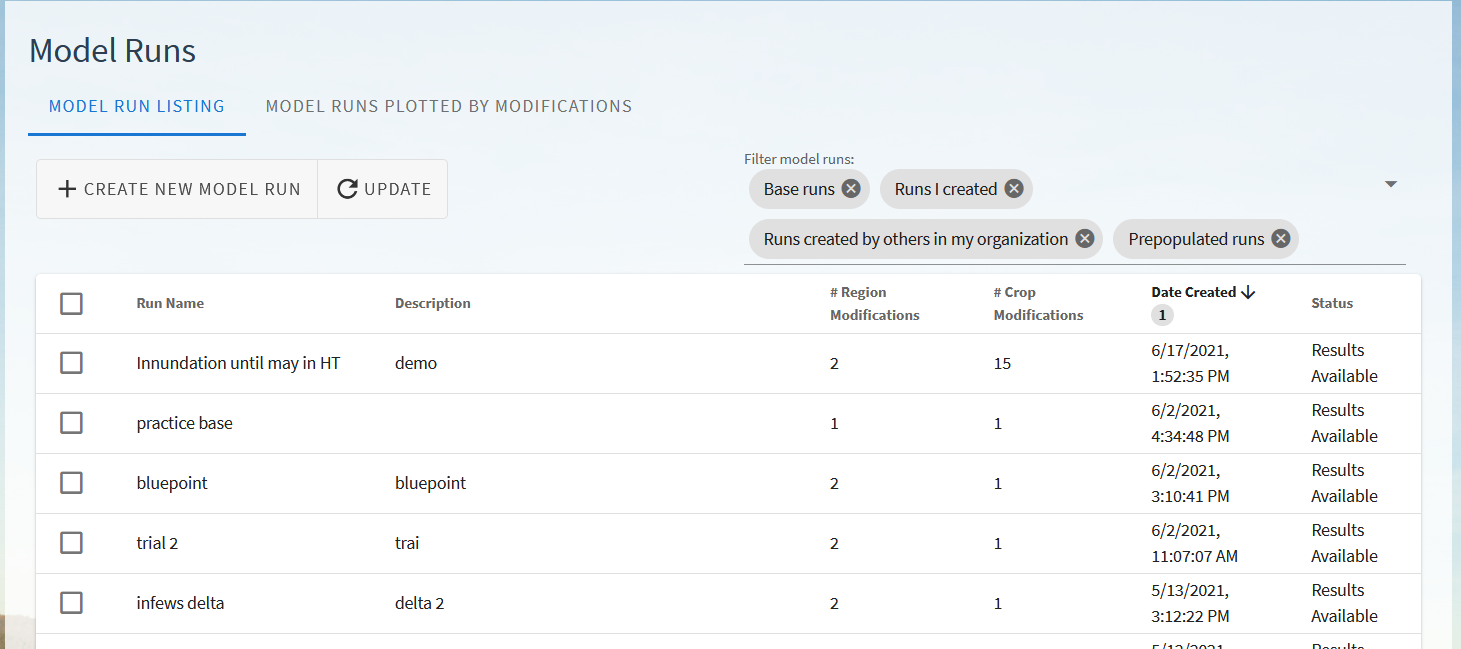 Model Runs
MODEL RUN LISTING MODEL RUNS PLOTTED BY MODIFICATIONS
Filter model runs:
CREATE NEW MODEL RUN UPDATE
Base runs Runs I created
Runs created by others in my organization Prepopulated runs
Run Name Description # Region Modifications # Crop Modifications Date Created 1 Status
Innundation until may in HT demo 2 15 6/17/2021, 1:52:35 PM Results Available
practice base 1 1 6/2/2021, 4:34:48 PM Results Available
bluepoint bluepoint 2 1 6/2/2021, 3:10:41 PM Results Available
trial 2 trai 2 1 6/2/2021, 11:07:07 AM Results Available
infews delta delta 2 2 1 5/13/2021, 3:12:22 PM Results Available